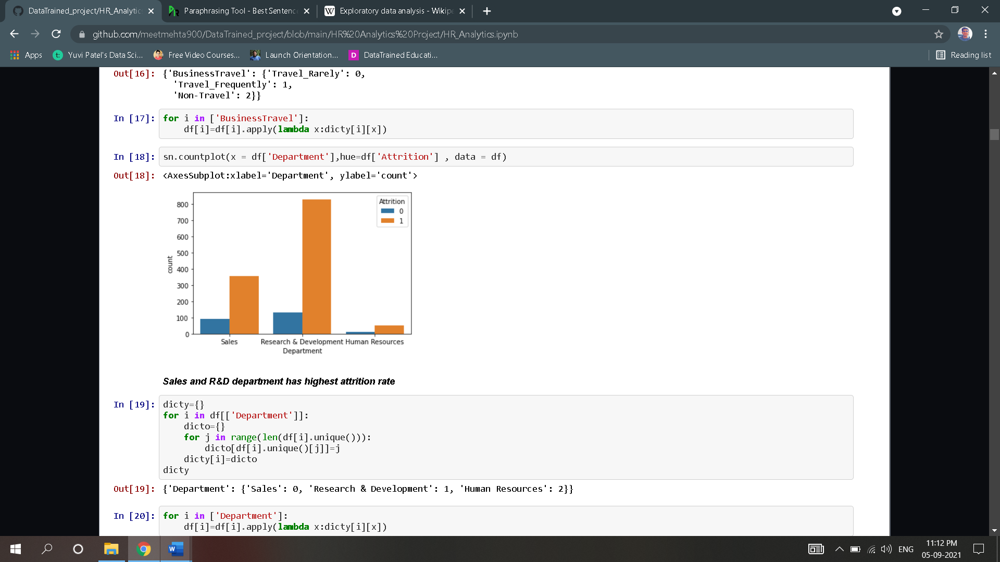 DataTrained_project/HR_Analytic
Paraphrasing Tool - Best Sentenc
W Exploratory data analysis - Wikipe
github.com/meetmehta900/DataTrained_project/blob/main/HR%20Analytics%20Project/HR_Analytics.ipynb
Apps
t: Yuvi Patel's Data Sci...
Free Video Courses...
Launch Orientation...
D DataTrained Educati...
Reading list
Out[16]: {'BusinessTravel': {'Travel_Rarely': 0,
'Travel_Frequently': 1,
'Non-Travel': 2}}
In [17]: for i in ['BusinessTravel']:
df[i]=df[i].apply(lambda x:dicty[i][x])
In [18]: sn.countplot(x = df['Department'],hue=df['Attrition'] , data = df)
Out[18]: <AxesSubplot:xlabel='Department', ylabel='count'>
800
700
600
500
400
300
200
100
0
count
Attrition
0
1
Sales Research & Development Human Resources
Department
Sales and R&D department has highest attrition rate
In [19]: dicty={}
for i in df[['Department']]:
dicto={}
for j in range(len(df[i].unique())):
dicto[df[i].unique()[j]]=j
dicty[i]=dicto
dicty
Out[19]: {'Department': {'Sales': 0, 'Research & Development': 1, 'Human Resources': 2}}
In [20]: for i in ['Department']:
df[i]=df[i].apply(lambda x:dicty[i][x])
W
ENG
11:12 PM
05-09-2021